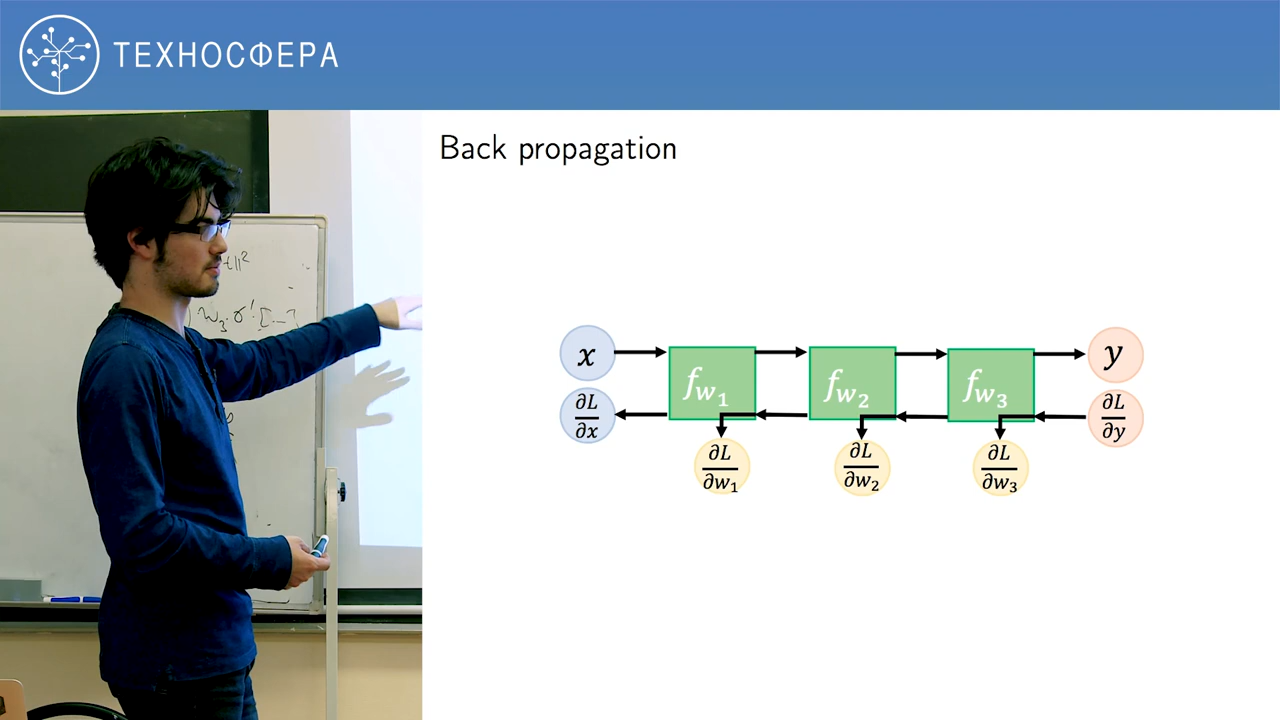 ТЕХНОСФЕРА
Back propagation
x
f_{w_1}
f_{w_2}
f_{w_3}
y
∂L/∂x
∂L/∂y
∂L/∂w_1
∂L/∂w_2
∂L/∂w_3